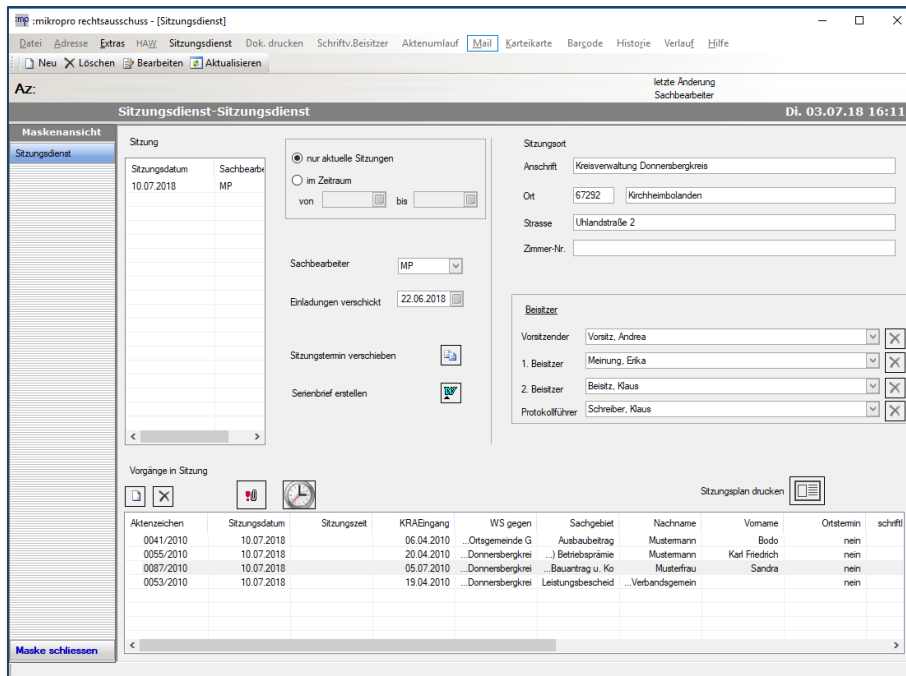 :mp :mikropro rechtsausschuss - [Sitzungsdienst]
Datei Adresse Extras HAW Sitzungsdienst Dok. drucken Schriftv.Beisitzer Aktenumlauf Mail Karteikarte Barcode Historie Verlauf Hilfe
Neu Löschen Bearbeiten Aktualisieren
Az:
letzte Änderung
Sachbearbeiter
Sitzungsdienst-Sitzungsdienst Di. 03.07.18 16:11
Maskenansicht
Sitzungsdienst
Sitzung
Sitzungsdatum Sachbearbe
10.07.2018 MP
nur aktuelle Sitzungen
im Zeitraum
von bis
Sachbearbeiter MP
Einladungen verschickt 22.06.2018
Sitzungstermin verschieben
Serienbrief erstellen
Sitzungsort
Anschrift Kreisverwaltung Donnersbergkreis
Ort 67292 Kirchheimbolanden
Strasse Uhlandstraße 2
Zimmer-Nr.
Beisitzer
Vorsitzender Vorsitz, Andrea
1. Beisitzer Meinung, Erika
2. Beisitzer Beisitz, Klaus
Protokollführer Schreiber, Klaus
Vorgänge in Sitzung
Sitzungsplan drucken
Aktenzeichen Sitzungsdatum Sitzungszeit KRAEingang WS gegen Sachgebiet Nachname Vorname Ortstermin schriftl
0041/2010 10.07.2018 06.04.2010 ...Ortsgemeinde G Ausbaubeitrag Mustermann Bodo nein
0055/2010 10.07.2018 20.04.2010 ...Donnersbergkrei ...) Betriebsprämie Mustermann Karl Friedrich nein
0087/2010 10.07.2018 05.07.2010 ...Donnersbergkrei ...Bauantrag u. Ko Musterfrau Sandra nein
0053/2010 10.07.2018 19.04.2010 ...Donnersbergkrei Leistungsbescheid ...Verbandsgemein nein
Maske schliessen